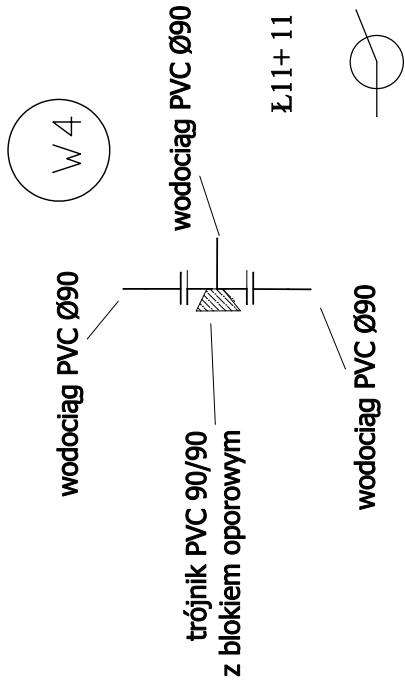 W4
wodociąg PVC Ø90
wodociąg PVC Ø90
trójnik PVC 90/90
z blokiem oporowym
wodociąg PVC Ø90
Ł11+ 11